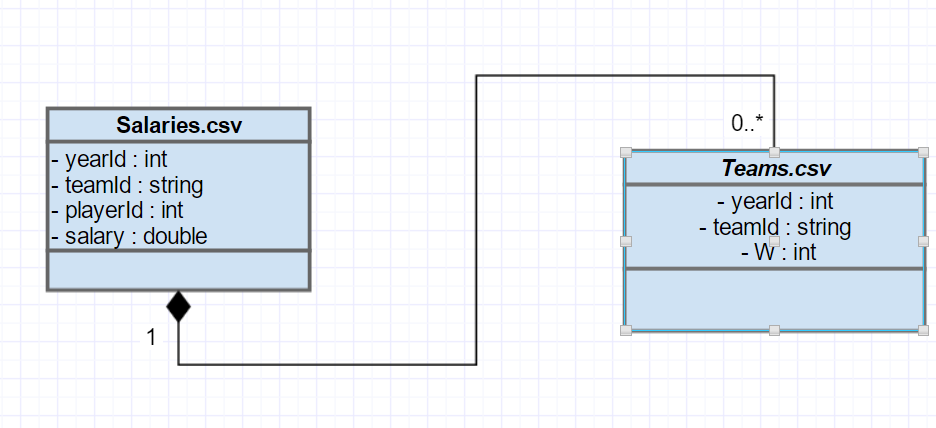 Salaries.csv
- yearId : int
- teamId : string
- playerId : int
- salary : double
1
0..*
Teams.csv
- yearId : int
- teamId : string
- W : int